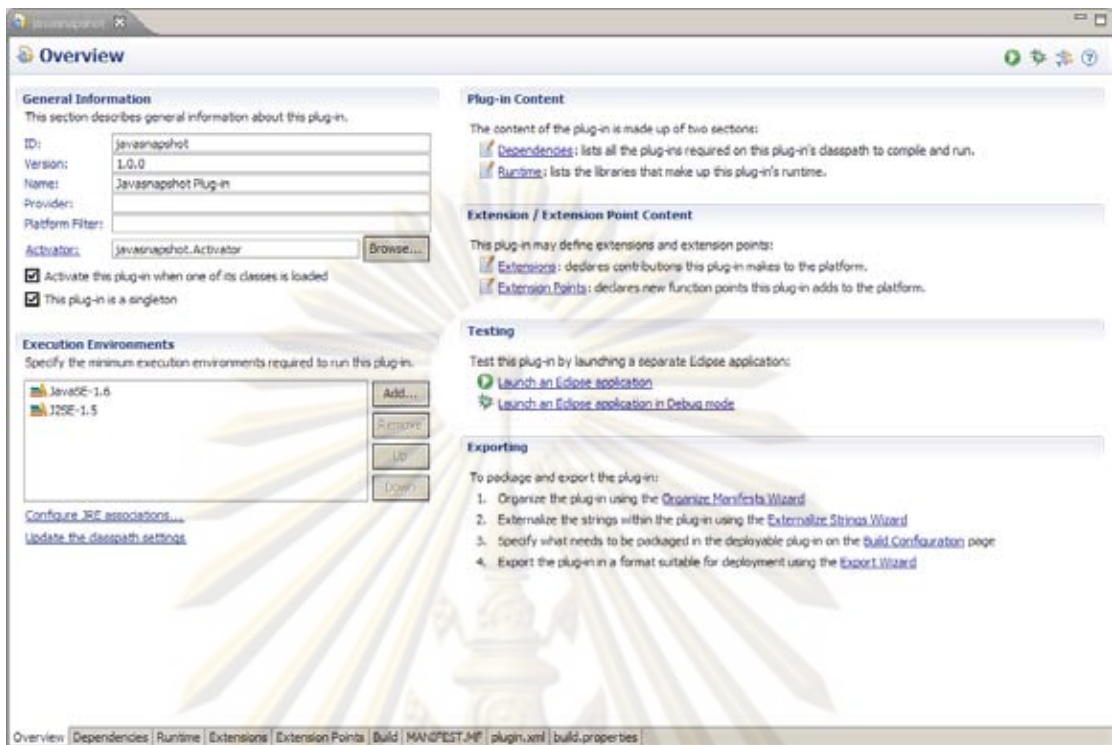 javasnapshot
Overview
General Information
This section describes general information about this plug-in.
ID: javasnapshot
Version: 1.0.0
Name: Javasnapshot Plug-in
Provider:
Platform Filter:
Activator: javasnapshot.Activator Browse...
Activate this plug-in when one of its classes is loaded
This plug-in is a singleton
Execution Environments
Specify the minimum execution environments required to run this plug-in.
JavaSE-1.6
J2SE-1.5
Add...
Remove
Up
Down
Configure JRE associations...
Update the classpath settings
Plug-in Content
The content of the plug-in is made up of two sections:
Dependencies: lists all the plug-ins required on this plug-in's classpath to compile and run.
Runtime: lists the libraries that make up this plug-in's runtime.
Extension / Extension Point Content
This plug-in may define extensions and extension points:
Extensions: declares contributions this plug-in makes to the platform.
Extension Points: declares new function points this plug-in adds to the platform.
Testing
Test this plug-in by launching a separate Eclipse application:
Launch an Eclipse application
Launch an Eclipse application in Debug mode
Exporting
To package and export the plug-in:
1. Organize the plug-in using the Organize Manifests Wizard
2. Externalize the strings within the plug-in using the Externalize Strings Wizard
3. Specify what needs to be packaged in the deployable plug-in on the Build Configuration page
4. Export the plug-in in a format suitable for deployment using the Export Wizard
Overview Dependencies Runtime Extensions Extension Points Build MANIFEST.MF plugin.xml build.properties